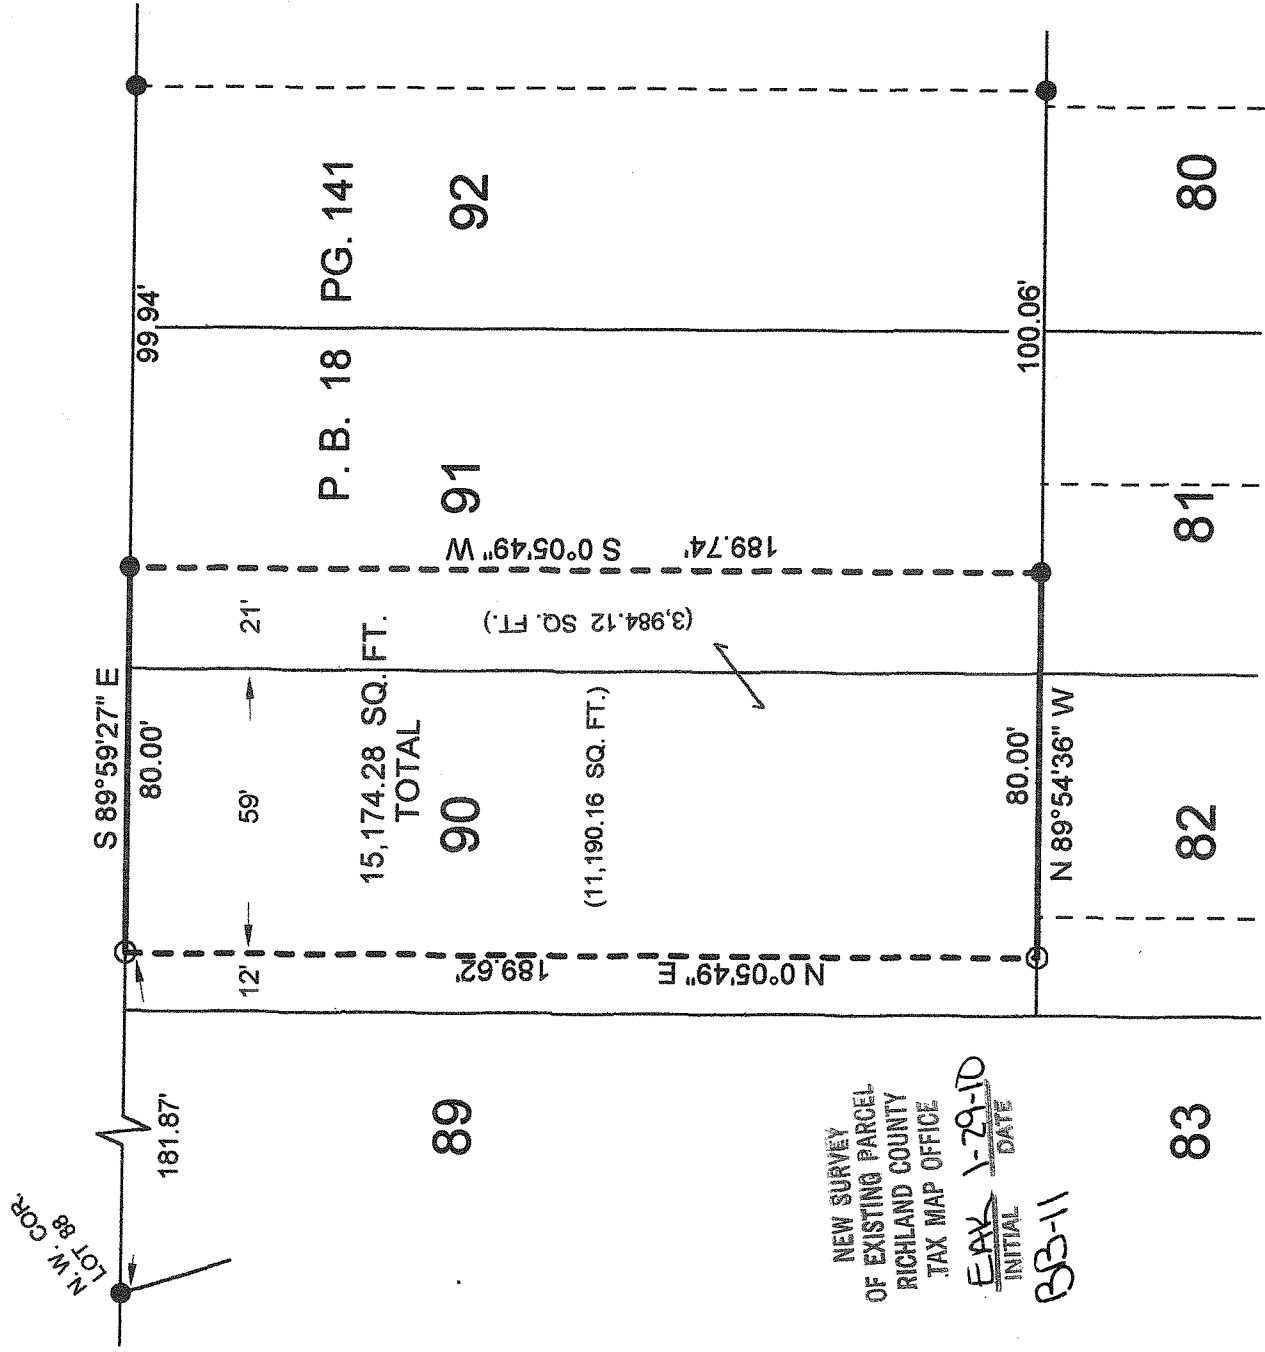 N. W. COR.
LOT 88
181.87'
S 89°59'27" E
80.00'
99.94'
12'
59'
21'
P. B. 18 PG. 141
15,174.28 SQ. FT.
TOTAL
89
90
91
92
N 0°05'49" E 189.62'
(11,190.16 SQ. FT.)
(3,984.12 SQ. FT.)
S 0°05'49" W 189.74'
80.00'
100.06'
N 89°54'36" W
83
82
81
80
NEW SURVEY
OF EXISTING PARCEL
RICHLAND COUNTY
TAX MAP OFFICE
EAK 1-29-10
INITIAL DATE
BB-11